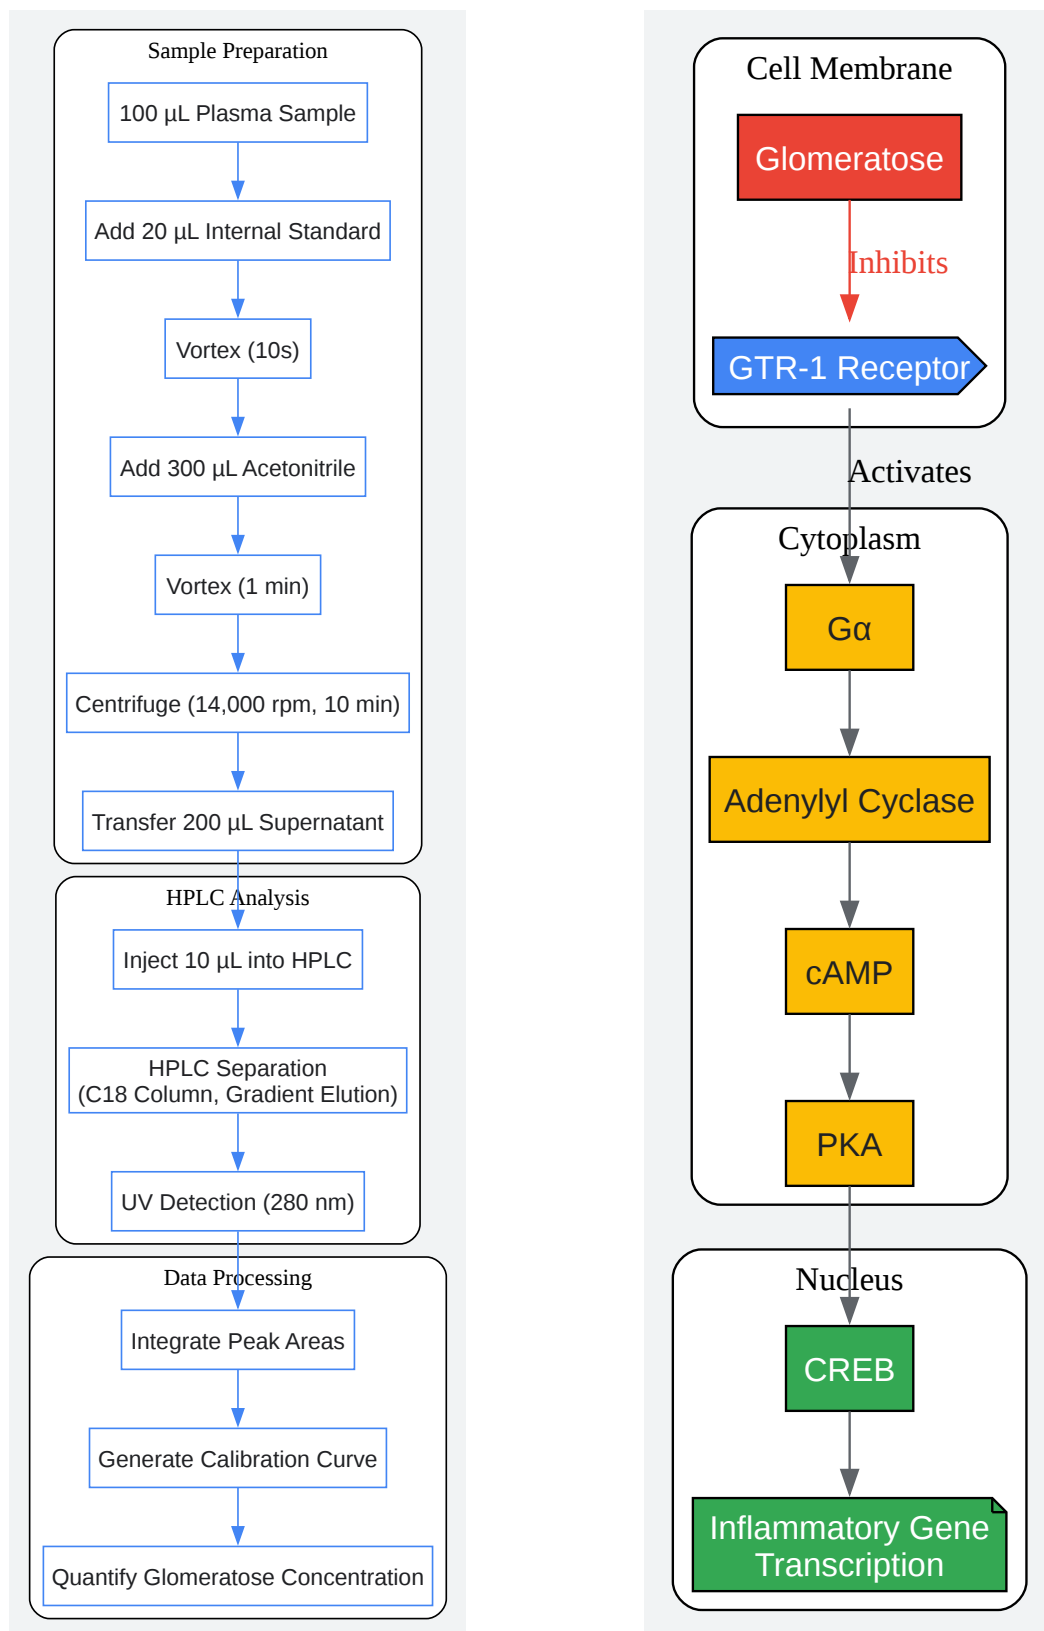 Sample Preparation
100 µL Plasma Sample
Add 20 µL Internal Standard
Vortex (10s)
Add 300 µL Acetonitrile
Vortex (1 min)
Centrifuge (14,000 rpm, 10 min)
Transfer 200 µL Supernatant
HPLC Analysis
Inject 10 µL into HPLC
HPLC Separation
(C18 Column, Gradient Elution)
UV Detection (280 nm)
Data Processing
Integrate Peak Areas
Generate Calibration Curve
Quantify Glomeratose Concentration
Cell Membrane
Glomeratose
Inhibits
GTR-1 Receptor
Activates
Cytoplasm
Gα
Adenylyl Cyclase
cAMP
PKA
Nucleus
CREB
Inflammatory Gene
Transcription